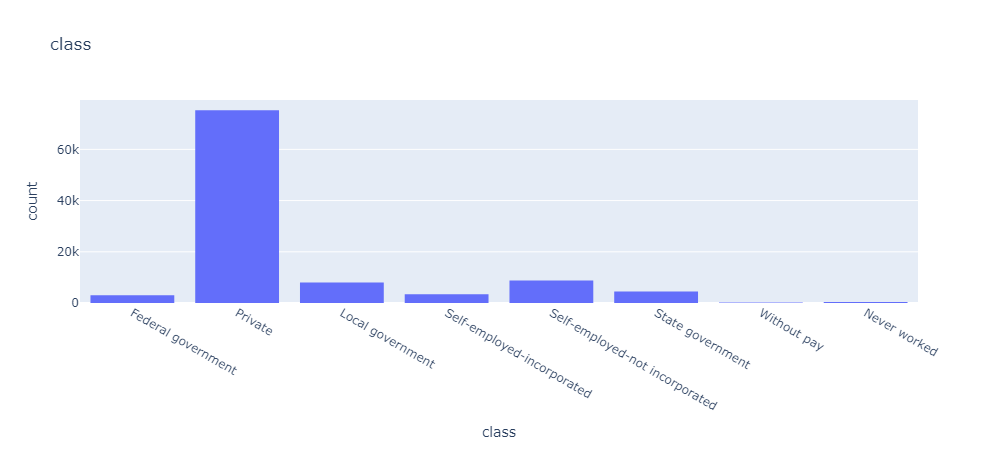 class
count
60k
40k
20k
0
Federal government
Private
Local government
Self-employed-incorporated
Self-employed-not incorporated
State government
Without pay
Never worked
class